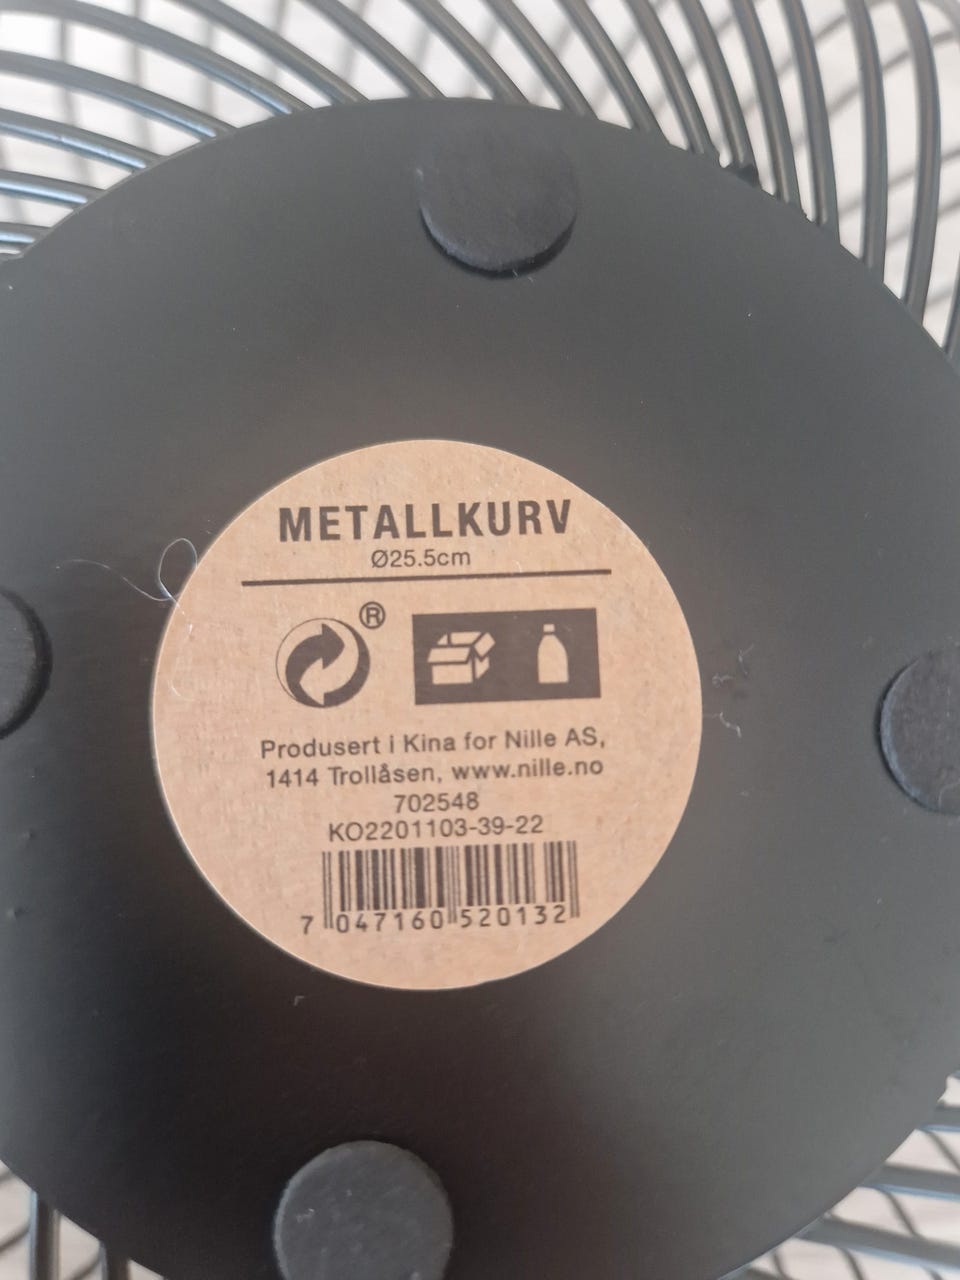 METALLKURV
Ø25.5cm
®
Produsert i Kina for Nille AS,
1414 Trollåsen, www.nille.no
702548
KO2201103-39-22
7 047160 520132